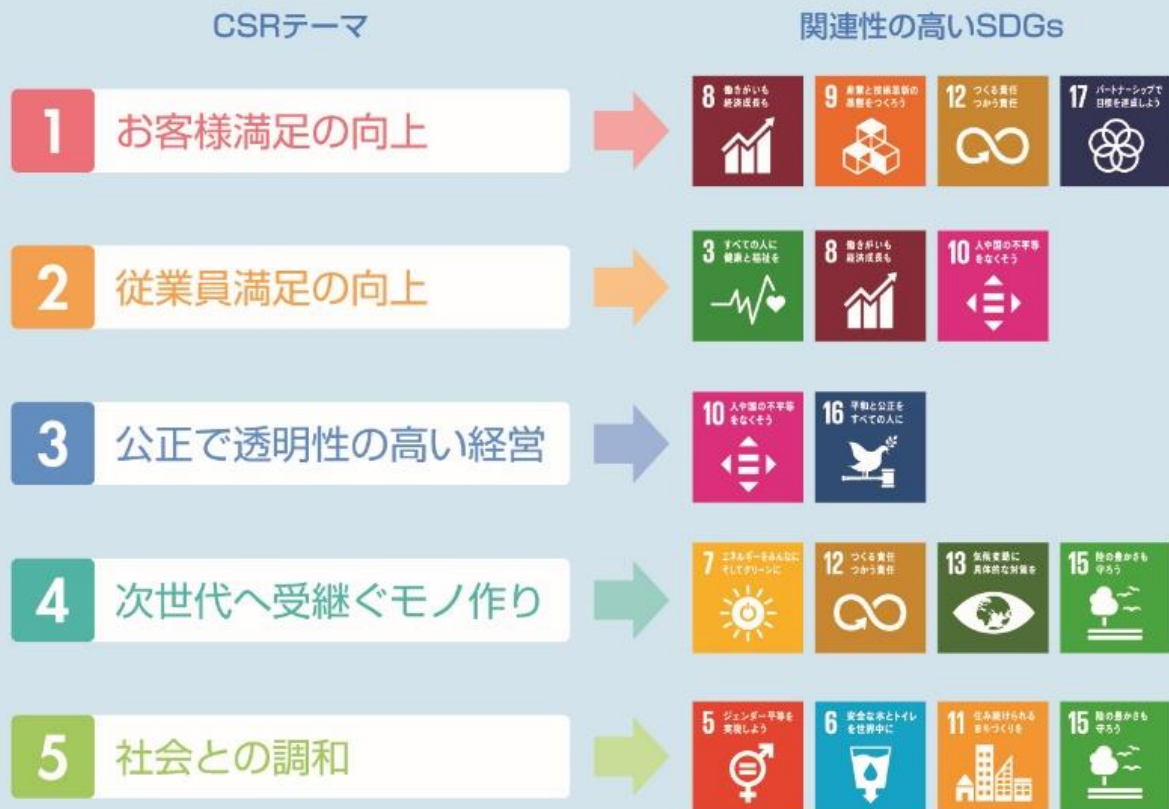 CSRテーマ
関連性の高いSDGs
1 お客様満足の向上
8 働きがいも
経済成長も
9 産業と技術革新の
基盤をつくろう
12 つくる責任
つかう責任
17 パートナーシップで
目標を達成しよう
2 従業員満足の向上
3 すべての人に
健康と福祉を
8 働きがいも
経済成長も
10 人や国の不平等
をなくそう
3 公正で透明性の高い経営
10 人や国の不平等
をなくそう
16 平和と公正を
すべての人に
4 次世代へ受継ぐモノ作り
7 エネルギーをみんなに
そしてクリーンに
12 つくる責任
つかう責任
13 気候変動に
具体的な対策を
15 陸の豊かさも
守ろう
5 社会との調和
5 ジェンダー平等を
実現しよう
6 安全な水とトイレ
を世界中に
11 住み続けられる
まちづくりを
15 陸の豊かさも
守ろう